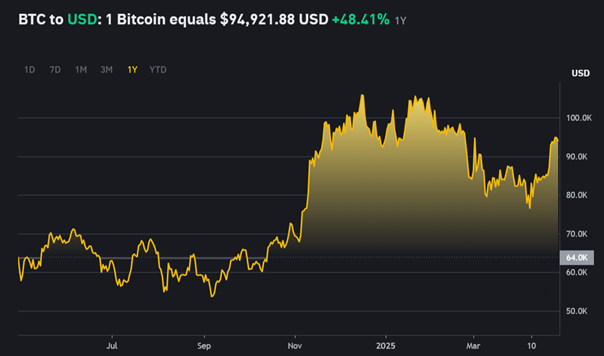 BTC to USD: 1 Bitcoin equals $94,921.88 USD +48.41% 1Y
1D 7D 1M 3M 1Y YTD
USD
100.0K
90.0K
80.0K
70.0K
64.0K
60.0K
50.0K
Jul Sep Nov 2025 Mar 10